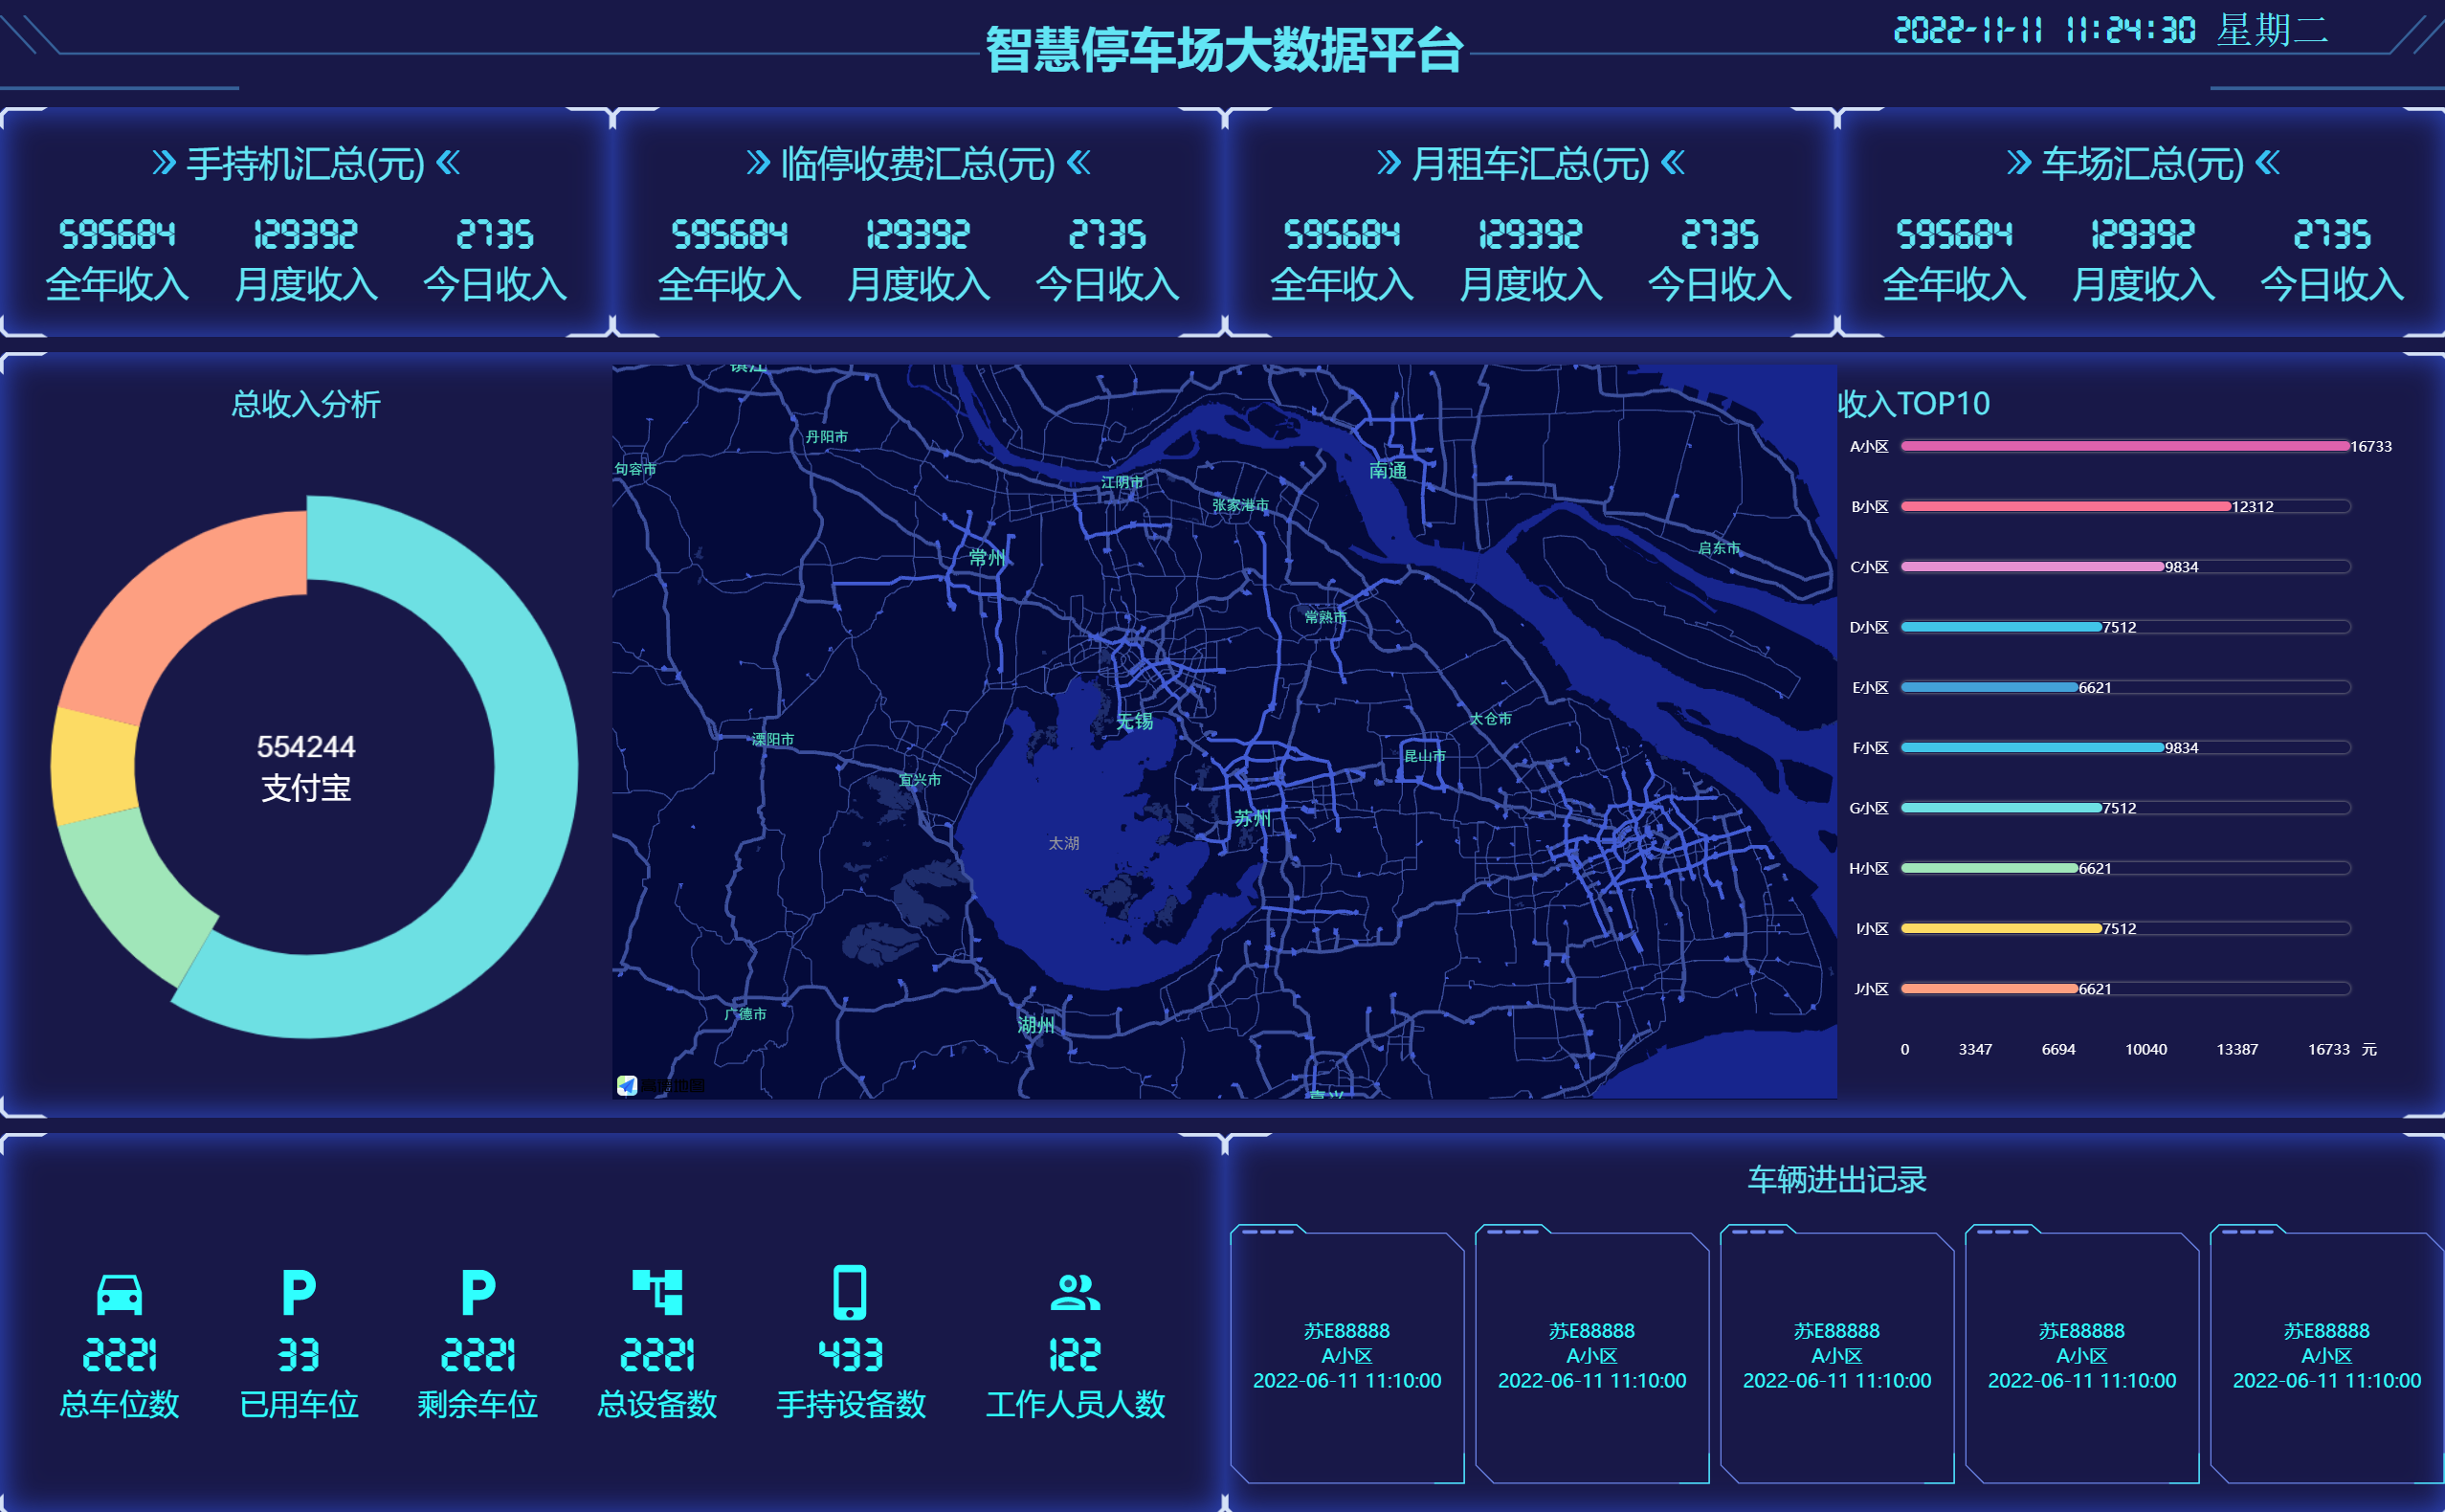 智慧停车场大数据平台
2022-11-11 11:24:30 星期二
手持机汇总(元)
595684 129392 2735
全年收入 月度收入 今日收入
临停收费汇总(元)
595684 129392 2735
全年收入 月度收入 今日收入
月租车汇总(元)
595684 129392 2735
全年收入 月度收入 今日收入
车场汇总(元)
595684 129392 2735
全年收入 月度收入 今日收入
总收入分析
554244
支付宝
镇江
丹阳市
句容市
江阴市
南通
张家港市
常州
启东市
常熟市
无锡
太仓市
溧阳市
昆山市
宜兴市
苏州
太湖
广德市
湖州
高德地图
嘉兴
收入TOP10
A小区 16733
B小区 12312
C小区 9834
D小区 7512
E小区 6621
F小区 9834
G小区 7512
H小区 6621
I小区 7512
J小区 6621
0 3347 6694 10040 13387 16733 元
P P
2221 33 2221 2221 433 122
总车位数 已用车位 剩余车位 总设备数 手持设备数 工作人员人数
车辆进出记录
苏E88888
A小区
2022-06-11 11:10:00
苏E88888
A小区
2022-06-11 11:10:00
苏E88888
A小区
2022-06-11 11:10:00
苏E88888
A小区
2022-06-11 11:10:00
苏E88888
A小区
2022-06-11 11:10:00